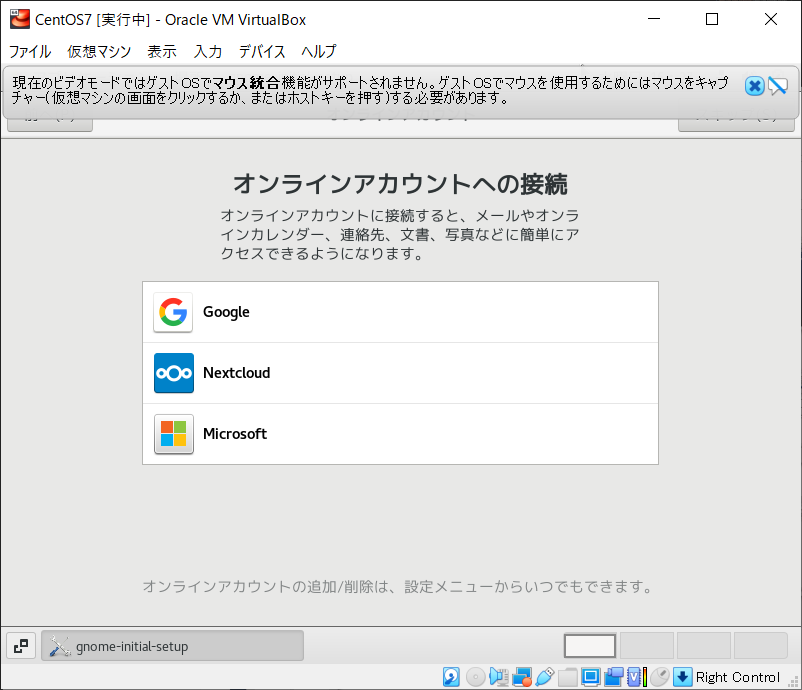 CentOS7 [実行中] - Oracle VM VirtualBox
ファイル 仮想マシン 表示 入力 デバイス ヘルプ
現在のビデオモードではゲストOSでマウス統合機能がサポートされません。ゲストOSでマウスを使用するためにはマウスをキャプ
チャー(仮想マシンの画面をクリックするか、またはホストキーを押す)する必要があります。
オンラインアカウントへの接続
オンラインアカウントに接続すると、メールやオンラ
インカレンダー、連絡先、文書、写真などに簡単にア
クセスできるようになります。
Google
Nextcloud
Microsoft
オンラインアカウントの追加/削除は、設定メニューからいつでもできます。
gnome-initial-setup
Right Control